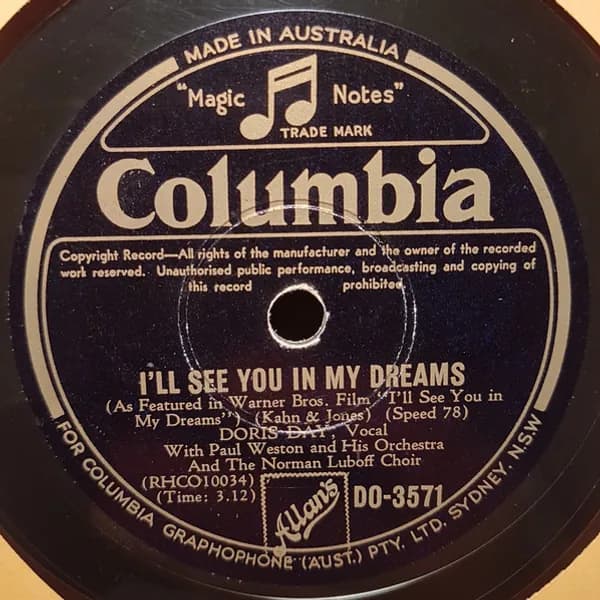 MADE IN AUSTRALIA
"Magic Notes"
TRADE MARK
Columbia
Copyright Record—All rights of the manufacturer and the owner of the recorded
work reserved. Unauthorised public performance, broadcasting and copying of
this record prohibited.
I'LL SEE YOU IN MY DREAMS
(As Featured in Warner Bros. Film "I'll See You in
My Dreams") (Kahn & Jones) (Speed 78)
DORIS DAY, Vocal
With Paul Weston and His Orchestra
And The Norman Luboff Choir
(RHCO10034)
(Time: 3.12)
Allan's
DO-3571
FOR COLUMBIA GRAPHOPHONE (AUST.) PTY. LTD. SYDNEY. N.S.W